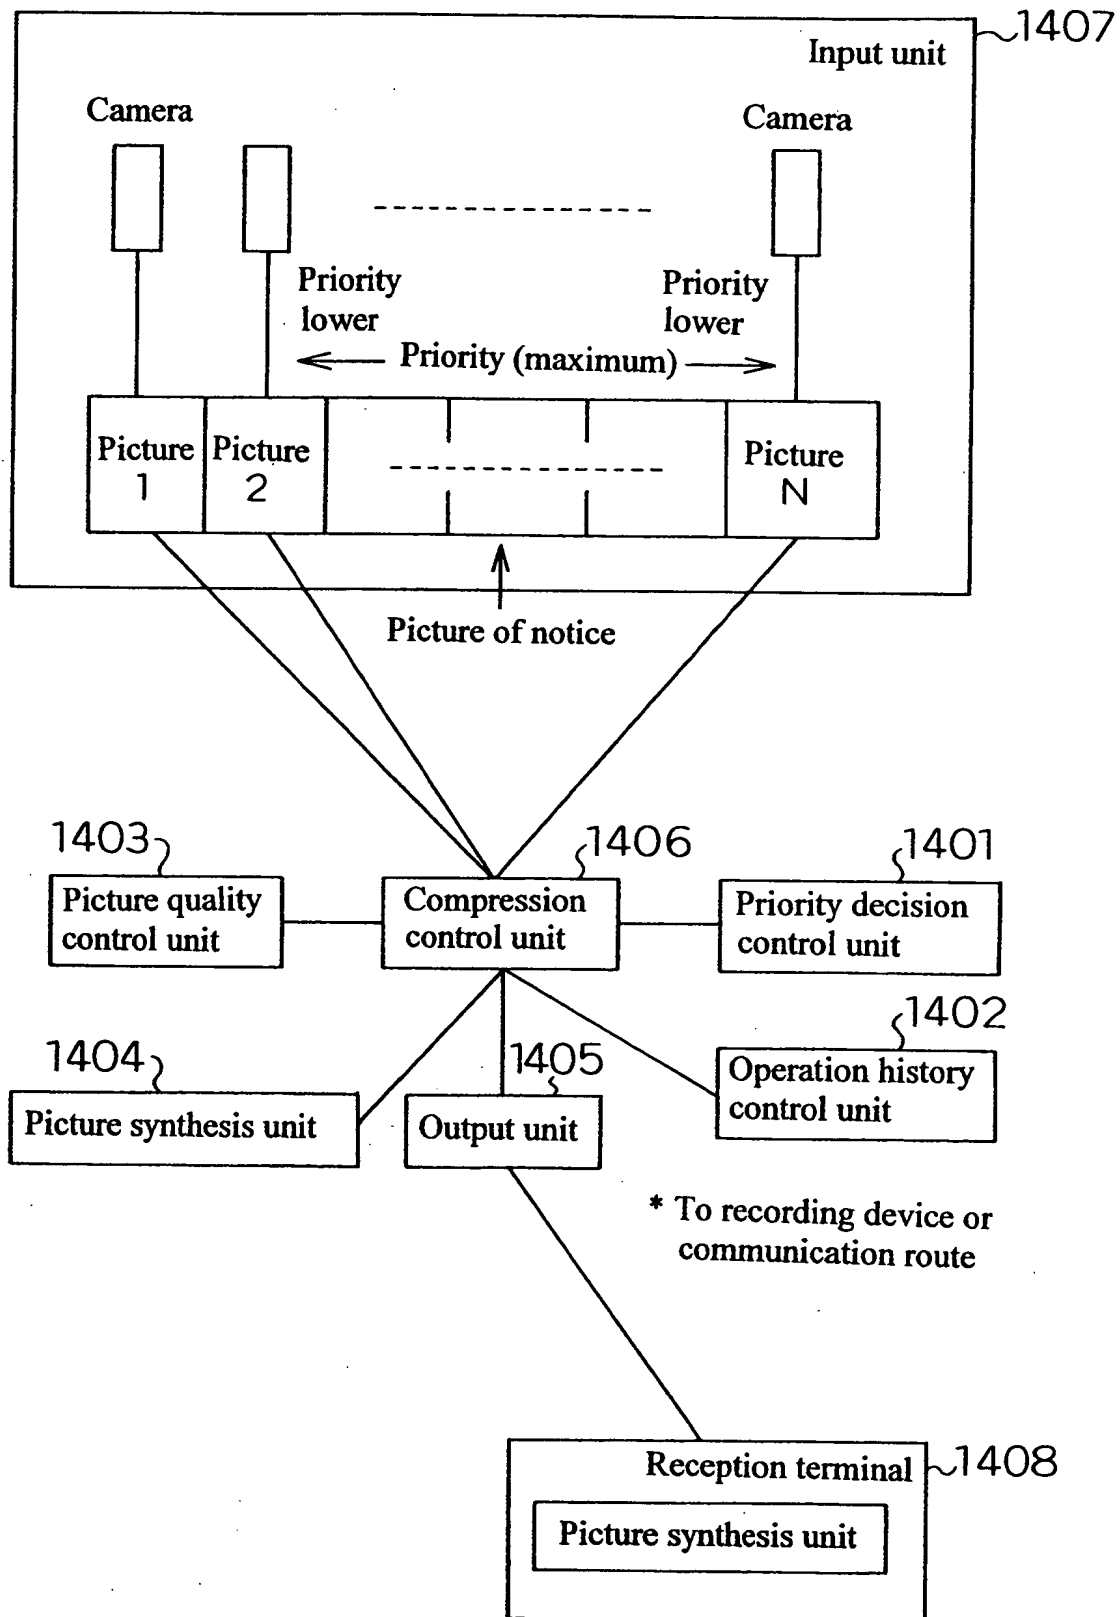 1407
Input unit
Camera
Camera
Priority
lower
Priority
lower
Priority (maximum)
Picture
1
Picture
2
Picture
N
Picture of notice
1403
1406
1401
Picture quality
control unit
Compression
control unit
Priority decision
control unit
1402
1404
1405
Operation history
control unit
Picture synthesis unit
Output unit
* To recording device or
communication route
Reception terminal
1408
Picture synthesis unit